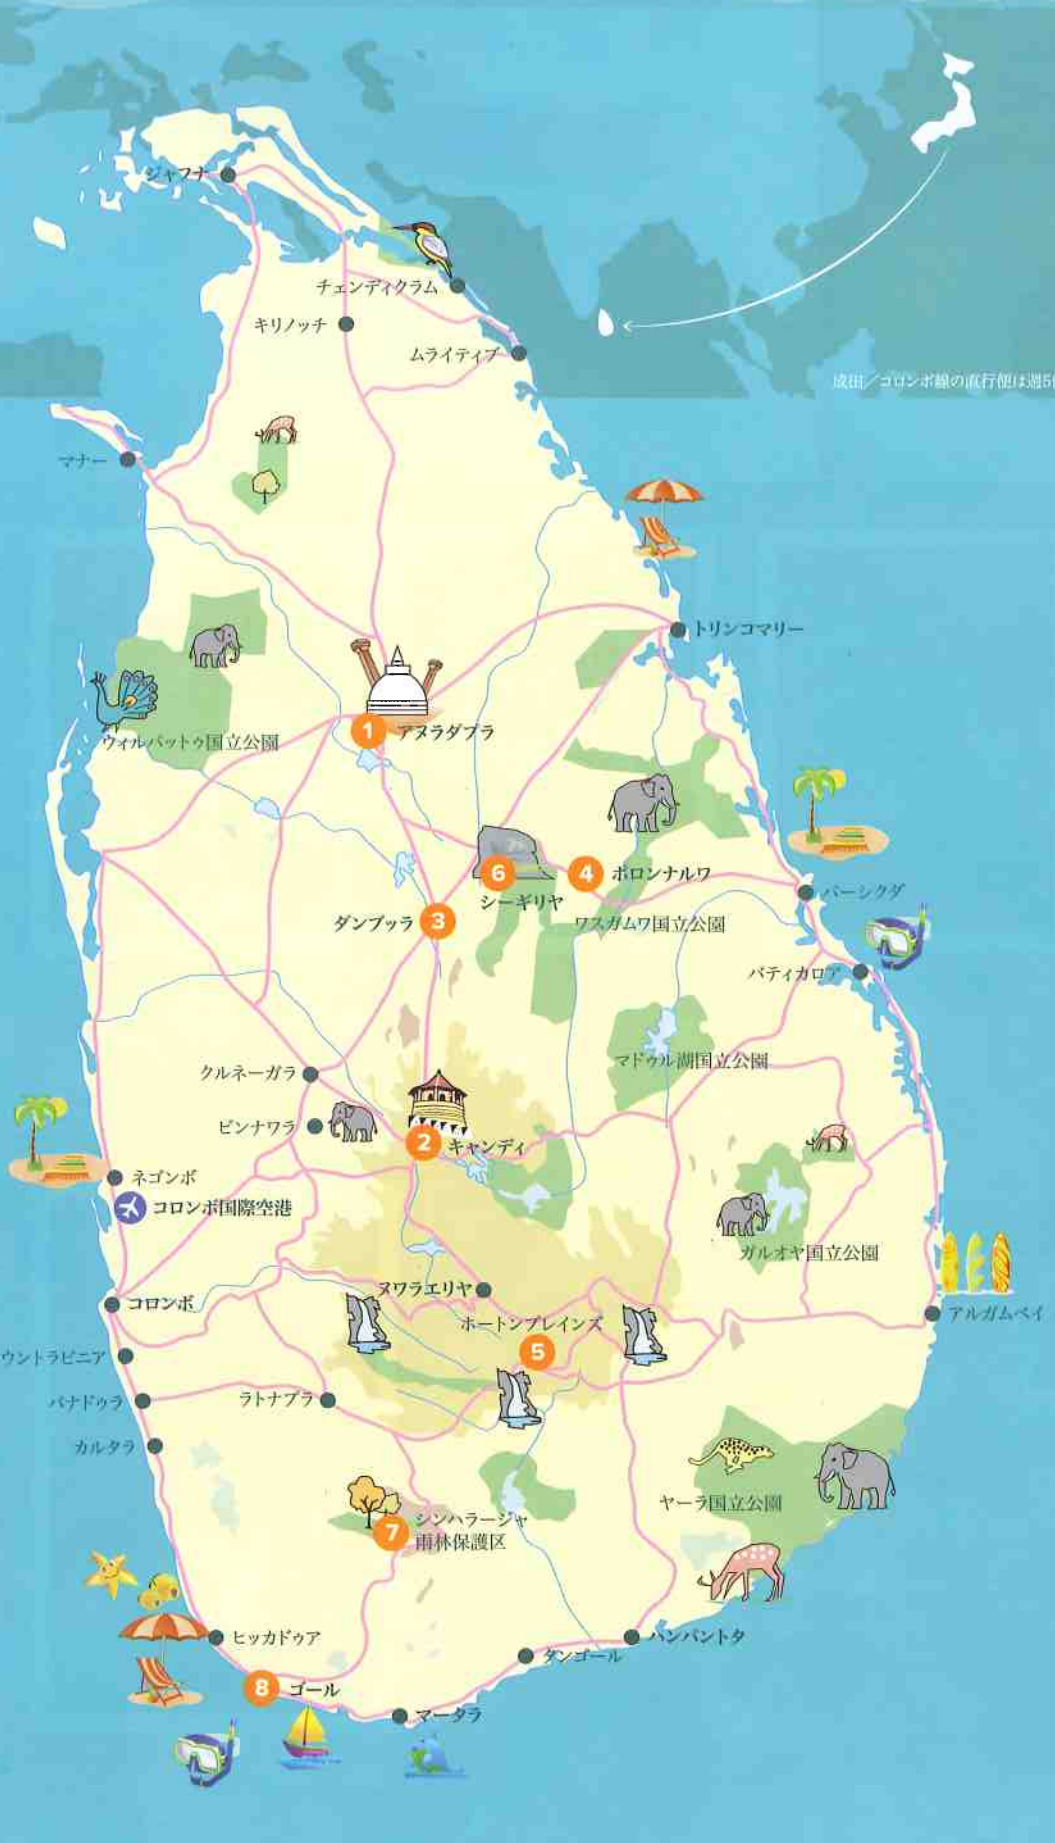 ジャフナ
チェンディクラム
キリノッチ
ムライティブ
成田／コロンボ線の直行便は週5
マナー
トリンコマリー
1 アヌラダプラ
ウィルパットゥ国立公園
6
シーギリヤ
4 ポロンナルワ
パーシクダ
ダンブッラ 3
ワスガムワ国立公園
バティカロア
マドゥル湖国立公園
クルネーガラ
ピンナワラ
2 キャンディ
ネゴンボ
コロンボ国際空港
ガルオヤ国立公園
ヌワラエリヤ
コロンボ
アルガムベイ
ホートンプレインズ
5
ウントラビニア
パナドゥラ
ラトナプラ
カルタラ
ヤーラ国立公園
7 シンハラージャ
雨林保護区
ヒッカドゥア
ハンバントタ
タンゴール
8 ゴール
マータラ